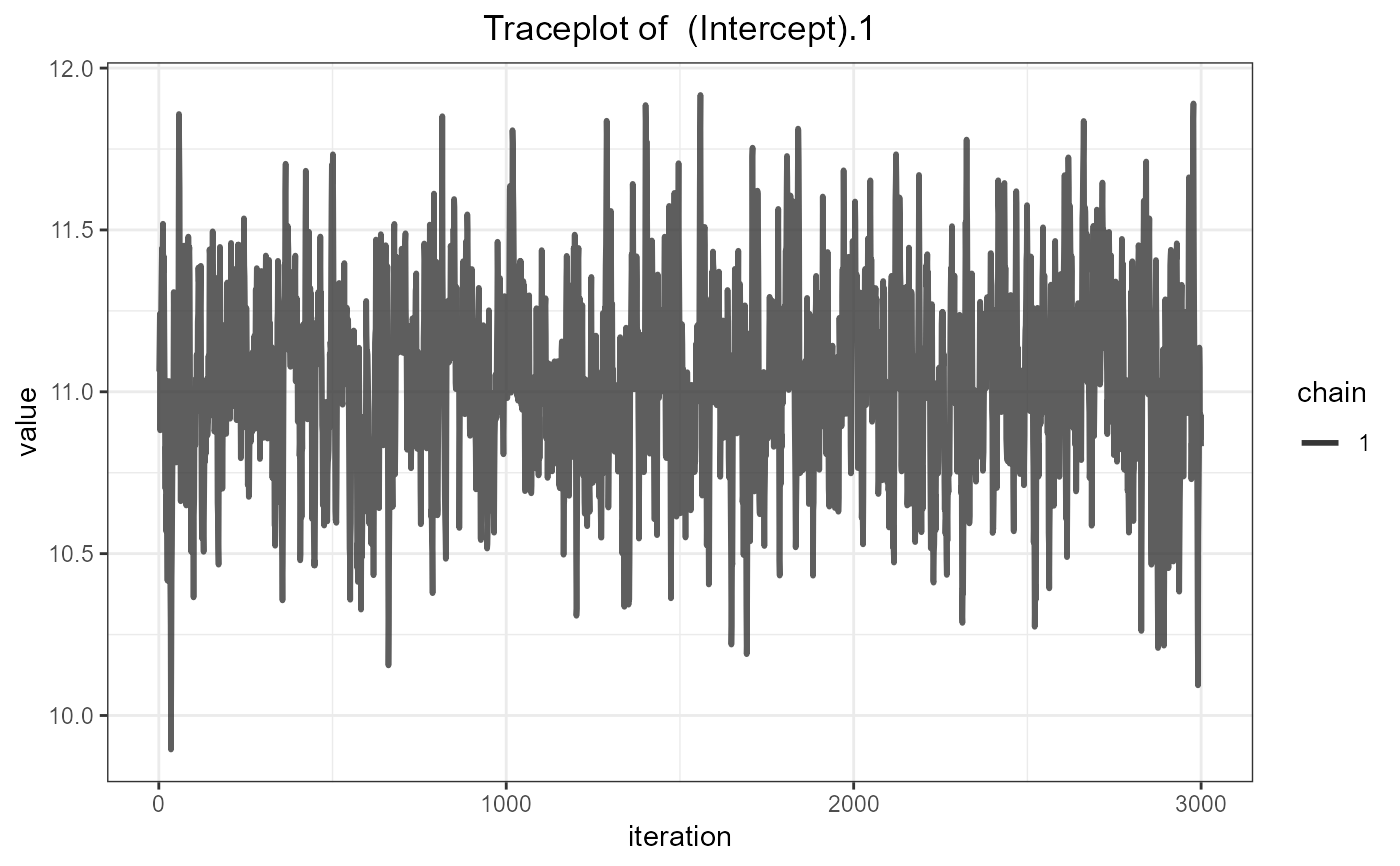 Traceplot of  (Intercept).1
12.0
11.5
11.0
10.5
10.0
value
0
1000
2000
3000
iteration
chain
1